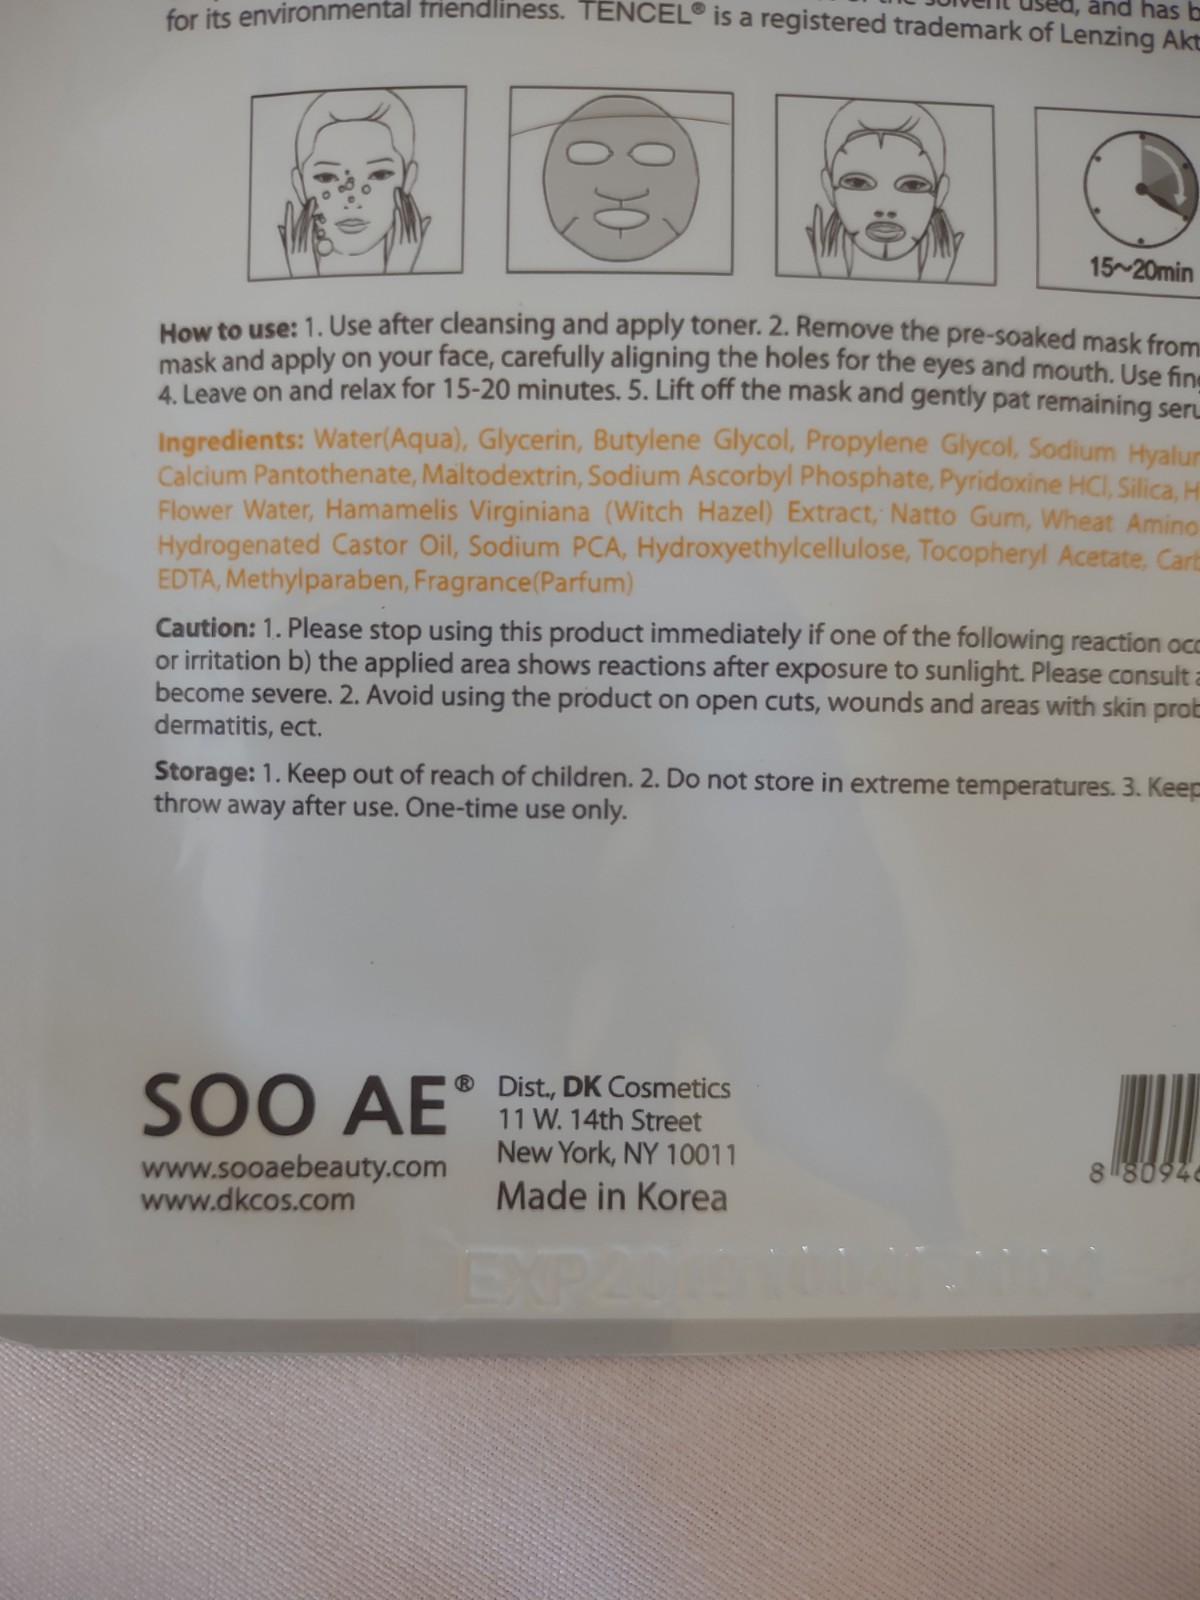 used, and has
for its environmental friendliness. TENCEL® is a registered trademark of Lenzing
15~20min
How to use: 1. Use after cleansing and apply toner. 2. Remove the pre-soaked mask from
mask and apply on your face, carefully aligning the holes for the eyes and mouth. Use
4. Leave on and relax for 15-20 minutes. 5. Lift off the mask and gently pat remaining
Ingredients: Water(Aqua), Glycerin, Butylene Glycol, Propylene Glycol, Sodium
Calcium Pantothenate, Maltodextrin, Sodium Ascorbyl Phosphate, Pyridoxine HCl, Silica,
Flower Water, Hamamelis Virginiana (Witch Hazel) Extract, Natto Gum, Wheat Amino
Hydrogenated Castor Oil, Sodium PCA, Hydroxyethylcellulose, Tocopheryl Acetate,
EDTA, Methylparaben, Fragrance(Parfum)
Caution: 1. Please stop using this product immediately if one of the following reaction
or irritation b) the applied area shows reactions after exposure to sunlight. Please consult
become severe. 2. Avoid using the product on open cuts, wounds and areas with skin
dermatitis, ect.
Storage: 1. Keep out of reach of children. 2. Do not store in extreme temperatures. 3. Keep
throw away after use. One-time use only.
SOO AE®
www.sooaebeauty.com
www.dkcos.com
Dist., DK Cosmetics
11 W. 14th Street
New York, NY 10011
Made in Korea
8 80946